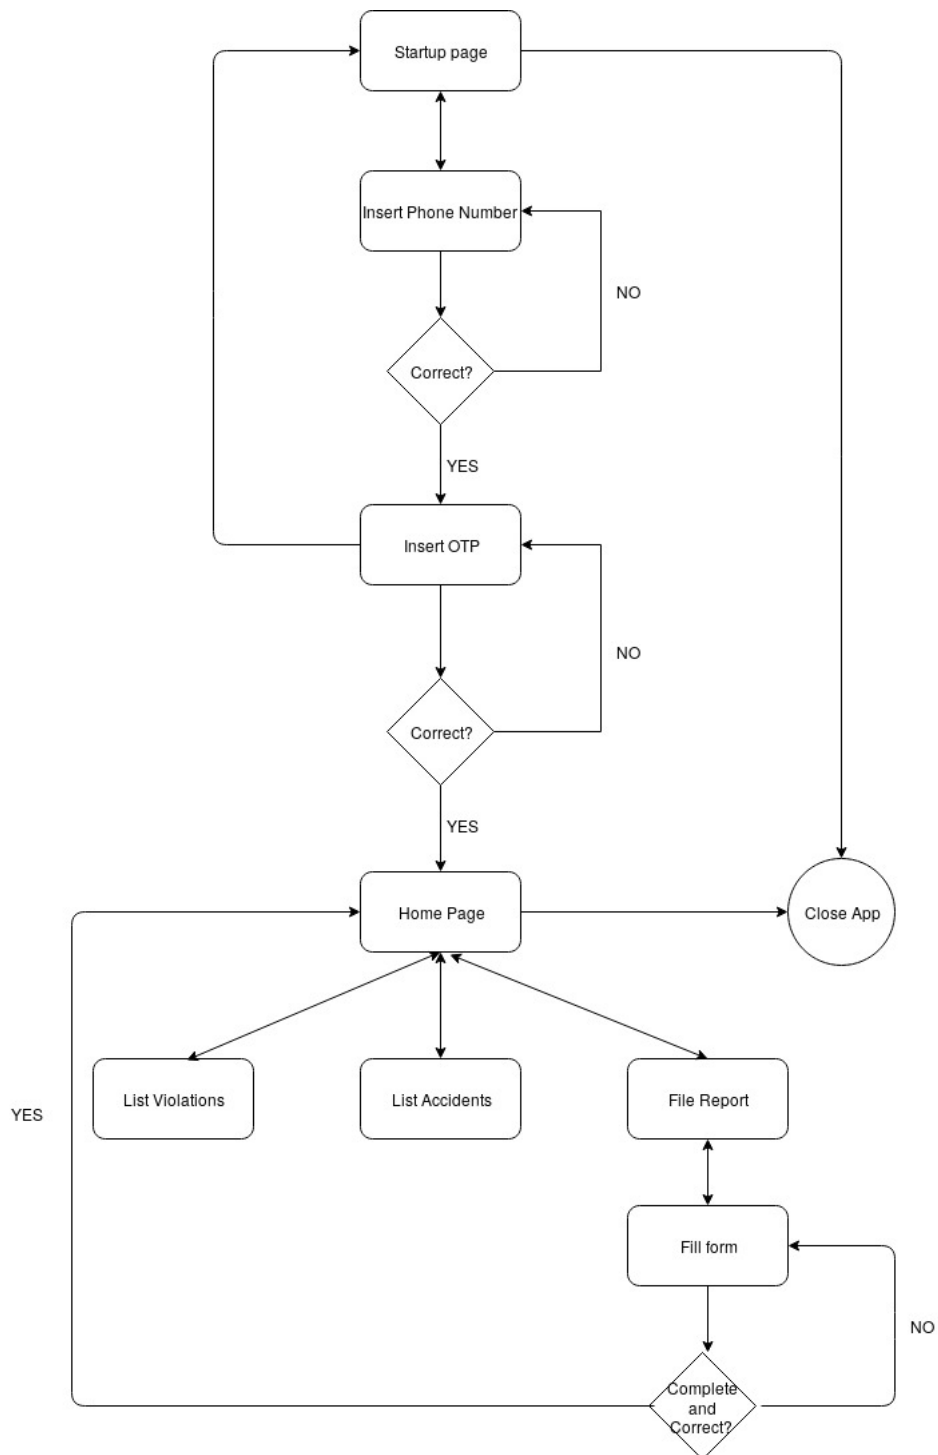 Startup page
Insert Phone Number
NO
Correct?
YES
Insert OTP
NO
Correct?
YES
Home Page
Close App
List Violations
List Accidents
File Report
YES
Fill form
NO
Complete
and
Correct?